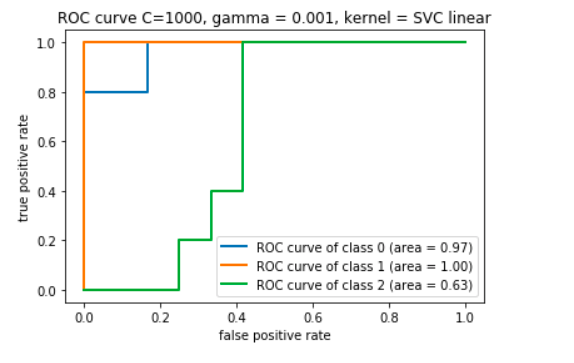 ROC curve C=1000, gamma = 0.001, kernel = SVC linear
true positive rate
1.0
0.8
0.6
0.4
0.2
0.0
ROC curve of class 0 (area = 0.97)
ROC curve of class 1 (area = 1.00)
ROC curve of class 2 (area = 0.63)
0.0 0.2 0.4 0.6 0.8 1.0
false positive rate